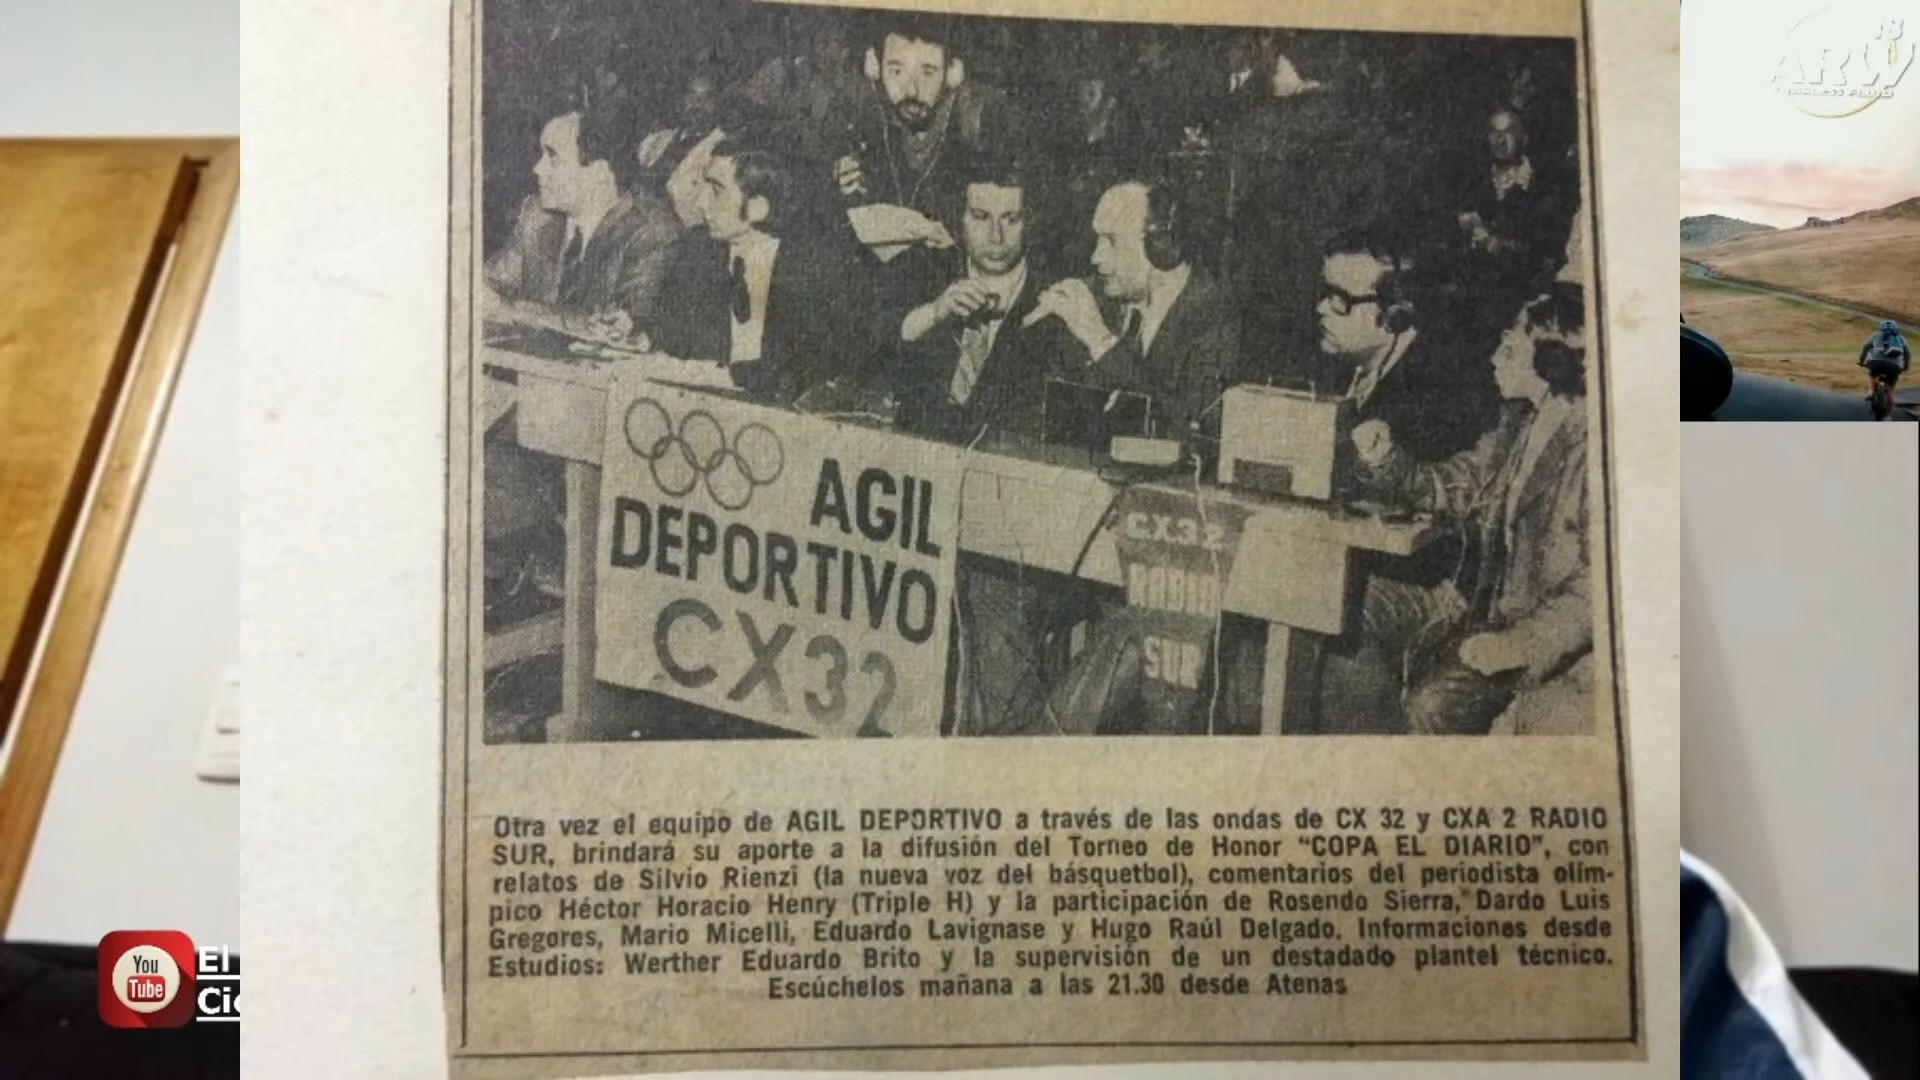 AGIL
DEPORTIVO
CX32
CX32
RADIO
SUR
Otra vez el equipo de AGIL DEPORTIVO a través de las ondas de CX 32 y CXA 2 RADIO
SUR, brindará su aporte a la difusión del Torneo de Honor “COPA EL DIARIO”, con
relatos de Silvio Rienzi (la nueva voz del básquetbol), comentarios del periodista olím-
pico Héctor Horacio Henry (Triple H) y la participación de Rosendo Sierra, Dardo Luis
Gregores, Mario Micelli, Eduardo Lavignase y Hugo Raúl Delgado. Informaciones desde
Estudios: Werther Eduardo Brito y la supervisión de un destadado plantel técnico.
Escúchelos mañana a las 21.30 desde Atenas
You
Tube
El
ARW